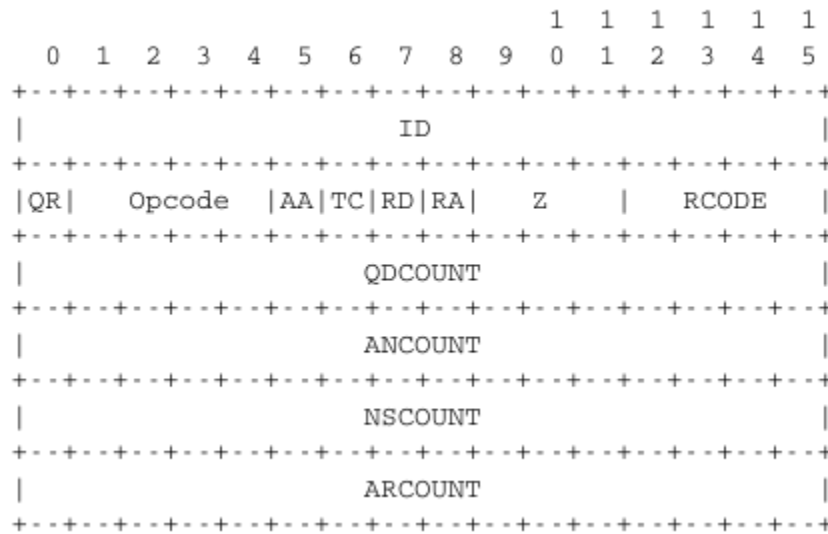 1  1  1  1  1  1
  0  1  2  3  4  5  6  7  8  9  0  1  2  3  4  5
+--+--+--+--+--+--+--+--+--+--+--+--+--+--+--+--+
|                      ID                       |
+--+--+--+--+--+--+--+--+--+--+--+--+--+--+--+--+
|QR|   Opcode  |AA|TC|RD|RA|   Z    |   RCODE   |
+--+--+--+--+--+--+--+--+--+--+--+--+--+--+--+--+
|                    QDCOUNT                    |
+--+--+--+--+--+--+--+--+--+--+--+--+--+--+--+--+
|                    ANCOUNT                    |
+--+--+--+--+--+--+--+--+--+--+--+--+--+--+--+--+
|                    NSCOUNT                    |
+--+--+--+--+--+--+--+--+--+--+--+--+--+--+--+--+
|                    ARCOUNT                    |
+--+--+--+--+--+--+--+--+--+--+--+--+--+--+--+--+